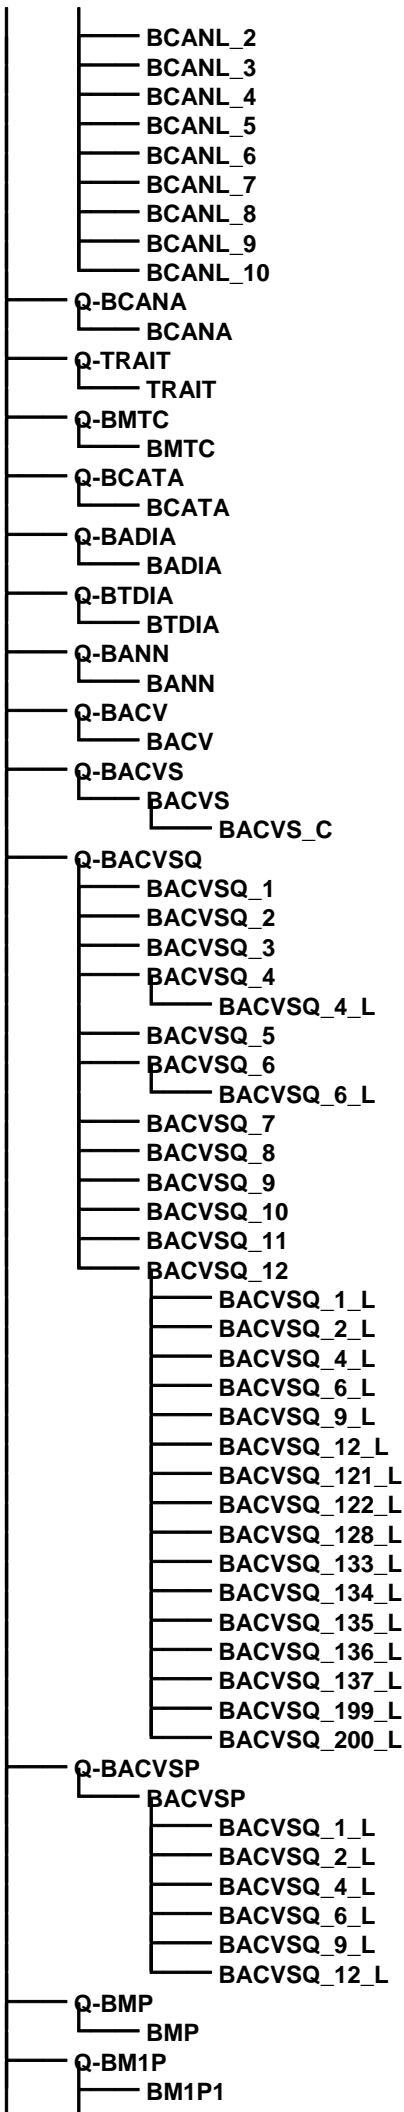 BCANL_2
BCANL_3
BCANL_4
BCANL_5
BCANL_6
BCANL_7
BCANL_8
BCANL_9
BCANL_10
Q-BCANA
BCANA
Q-TRAIT
TRAIT
Q-BMTC
BMTC
Q-BCATA
BCATA
Q-BADIA
BADIA
Q-BTDIA
BTDIA
Q-BANN
BANN
Q-BACV
BACV
Q-BACVS
BACVS
BACVS_C
Q-BACVSQ
BACVSQ_1
BACVSQ_2
BACVSQ_3
BACVSQ_4
BACVSQ_4_L
BACVSQ_5
BACVSQ_6
BACVSQ_6_L
BACVSQ_7
BACVSQ_8
BACVSQ_9
BACVSQ_10
BACVSQ_11
BACVSQ_12
BACVSQ_1_L
BACVSQ_2_L
BACVSQ_4_L
BACVSQ_6_L
BACVSQ_9_L
BACVSQ_12_L
BACVSQ_121_L
BACVSQ_122_L
BACVSQ_128_L
BACVSQ_133_L
BACVSQ_134_L
BACVSQ_135_L
BACVSQ_136_L
BACVSQ_137_L
BACVSQ_199_L
BACVSQ_200_L
Q-BACVSP
BACVSP
BACVSQ_1_L
BACVSQ_2_L
BACVSQ_4_L
BACVSQ_6_L
BACVSQ_9_L
BACVSQ_12_L
Q-BMP
BMP
Q-BM1P
BM1P1